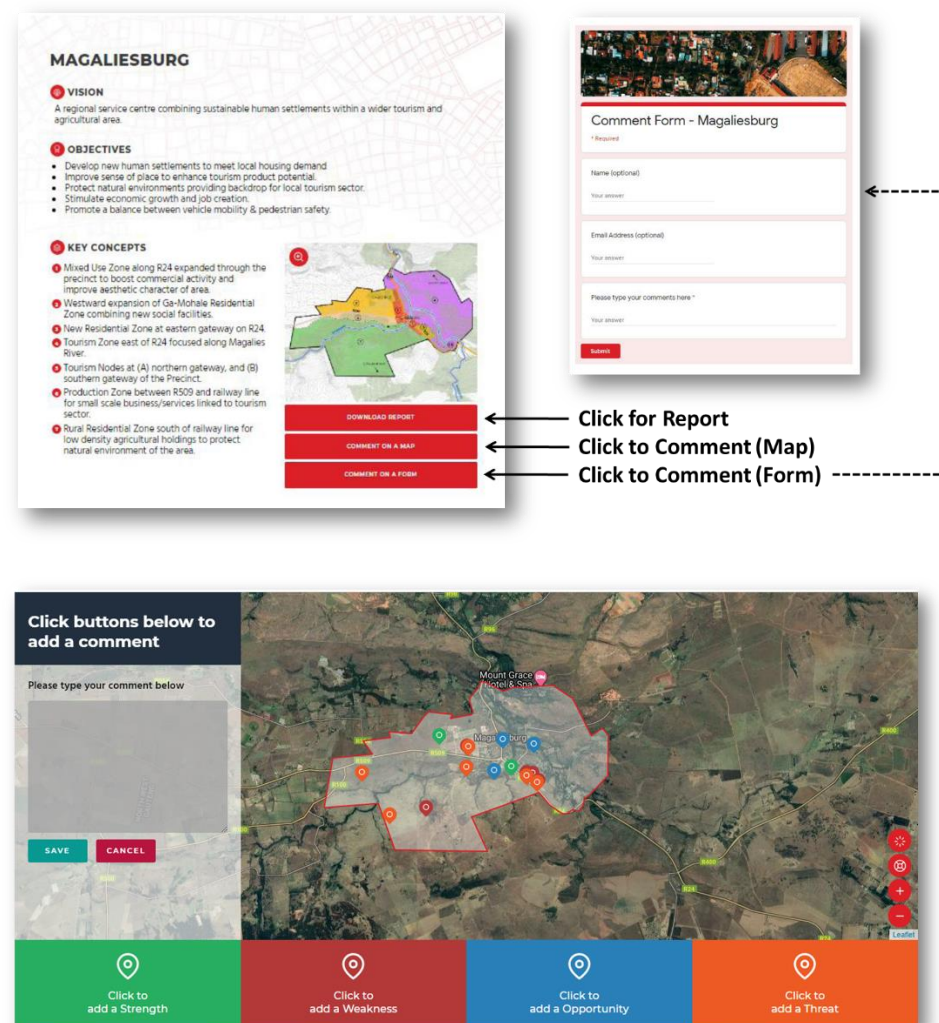 MAGALIESBURG
VISION
A regional service centre combining sustainable human settlements within a wider tourism and
agricultural area.
OBJECTIVES
• Develop new human settlements to meet local housing demand
• Improve sense of place to enhance tourism product potential.
• Protect natural environments providing backdrop for local tourism sector.
• Stimulate economic growth and job creation.
• Promote a balance between vehicle mobility & pedestrian safety.
KEY CONCEPTS
1 Mixed Use Zone along R24 expanded through the
precinct to boost commercial activity and
improve aesthetic character of area.
2 Westward expansion of Ga-Mohale Residential
Zone combining new social facilities.
3 New Residential Zone at eastern gateway on R24.
4 Tourism Zone east of R24 focused along Magalies
River.
5 Tourism Nodes at (A) northern gateway, and (B)
southern gateway of the Precinct.
6 Production Zone between R509 and railway line
for small scale business/services linked to tourism
sector.
7 Rural Residential Zone south of railway line for
low density agricultural holdings to protect
natural environment of the area.
DOWNLOAD REPORT
COMMENT ON A MAP
COMMENT ON A FORM
Comment Form - Magaliesburg
* Required
Name (optional)
Your answer
Email Address (optional)
Your answer
Please type your comments here *
Your answer
Submit
Click for Report
Click to Comment (Map)
Click to Comment (Form)
Click buttons below to
add a comment
Please type your comment below
SAVE
CANCEL
Mount Grace
Hotel & Spa
R400
R509
R24
Leaflet
Click to
add a Strength
Click to
add a Weakness
Click to
add a Opportunity
Click to
add a Threat